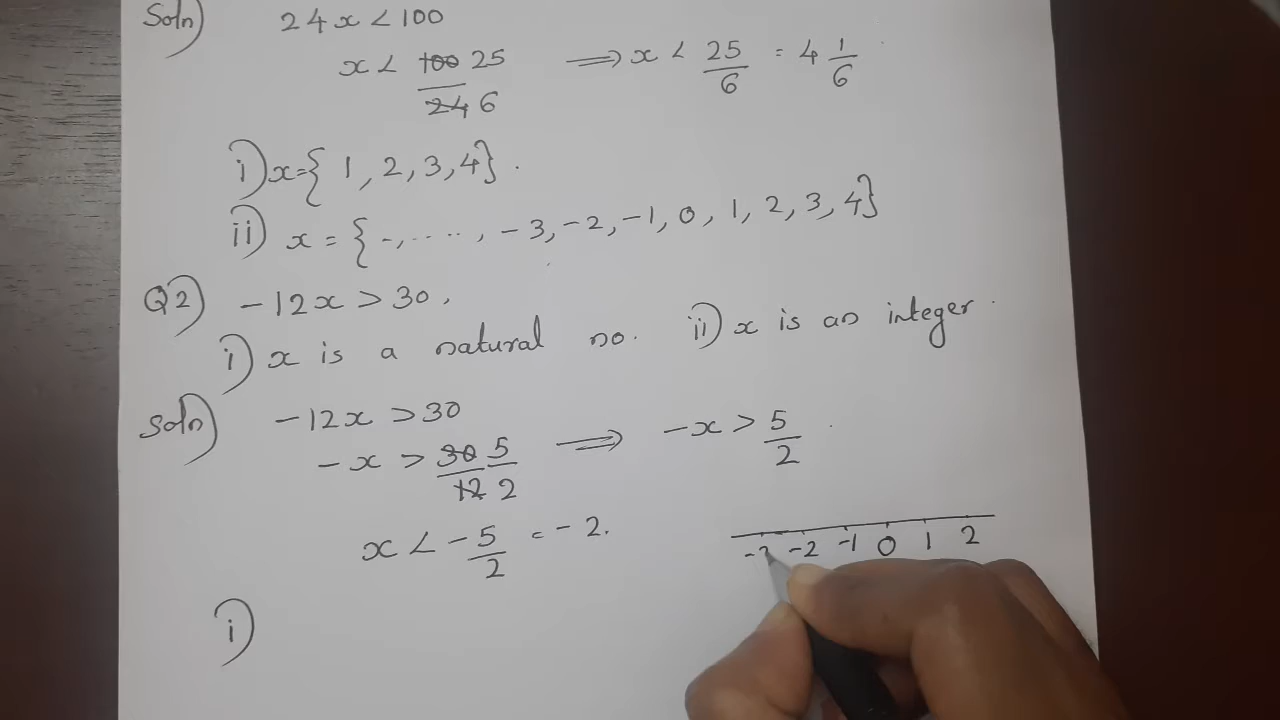 Soln) 24x < 100
x < 100 25 / 24 6 ⟹ x < 25/6 = 4 1/6
i) x={ 1, 2, 3, 4} .
ii) x = { -, ...., -3, -2, -1, 0, 1, 2, 3, 4}
Q2) -12x > 30,
i) x is a natural no. ii) x is an integer.
Soln) -12x > 30
-x > 30 5 / 12 2 ⟹ -x > 5/2 .
x < -5/2 = -2.
-2 -1 0 1 2
i)